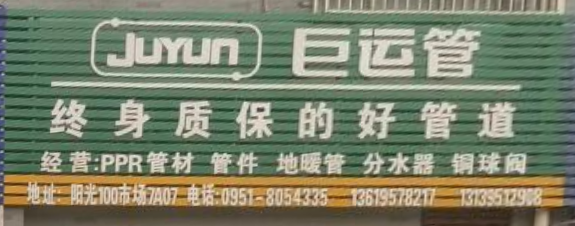 JUYUN 巨运管
终身质保的好管道
经营:PPR管材 管件 地暖管 分水器 铜球阀
地址: 阳光100市场7A07 电话:0951-8054335 13619578217 13139512908